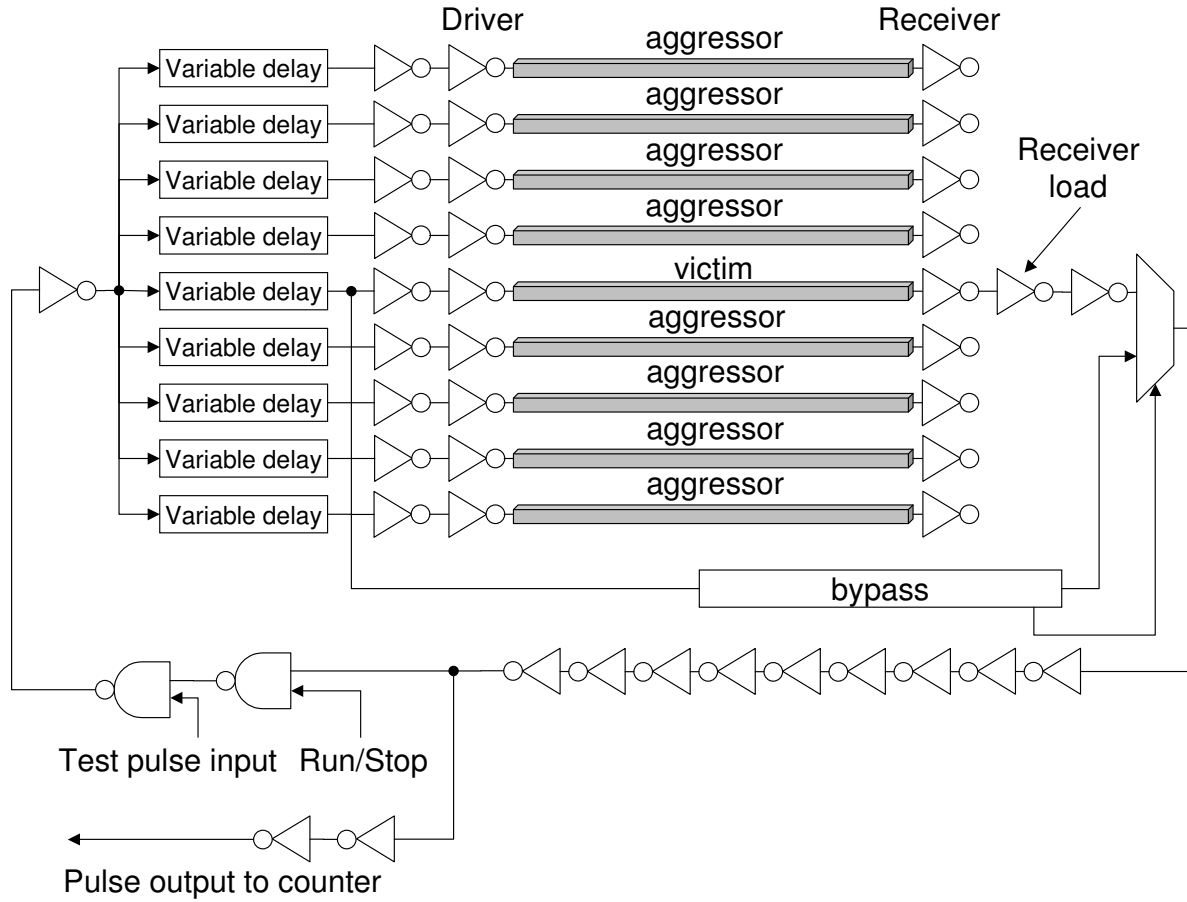 Driver
aggressor
Receiver
Variable delay
aggressor
Variable delay
aggressor
Variable delay
Receiver
load
aggressor
Variable delay
victim
Variable delay
aggressor
Variable delay
aggressor
Variable delay
aggressor
Variable delay
aggressor
Variable delay
bypass
Test pulse input
Run/Stop
Pulse output to counter